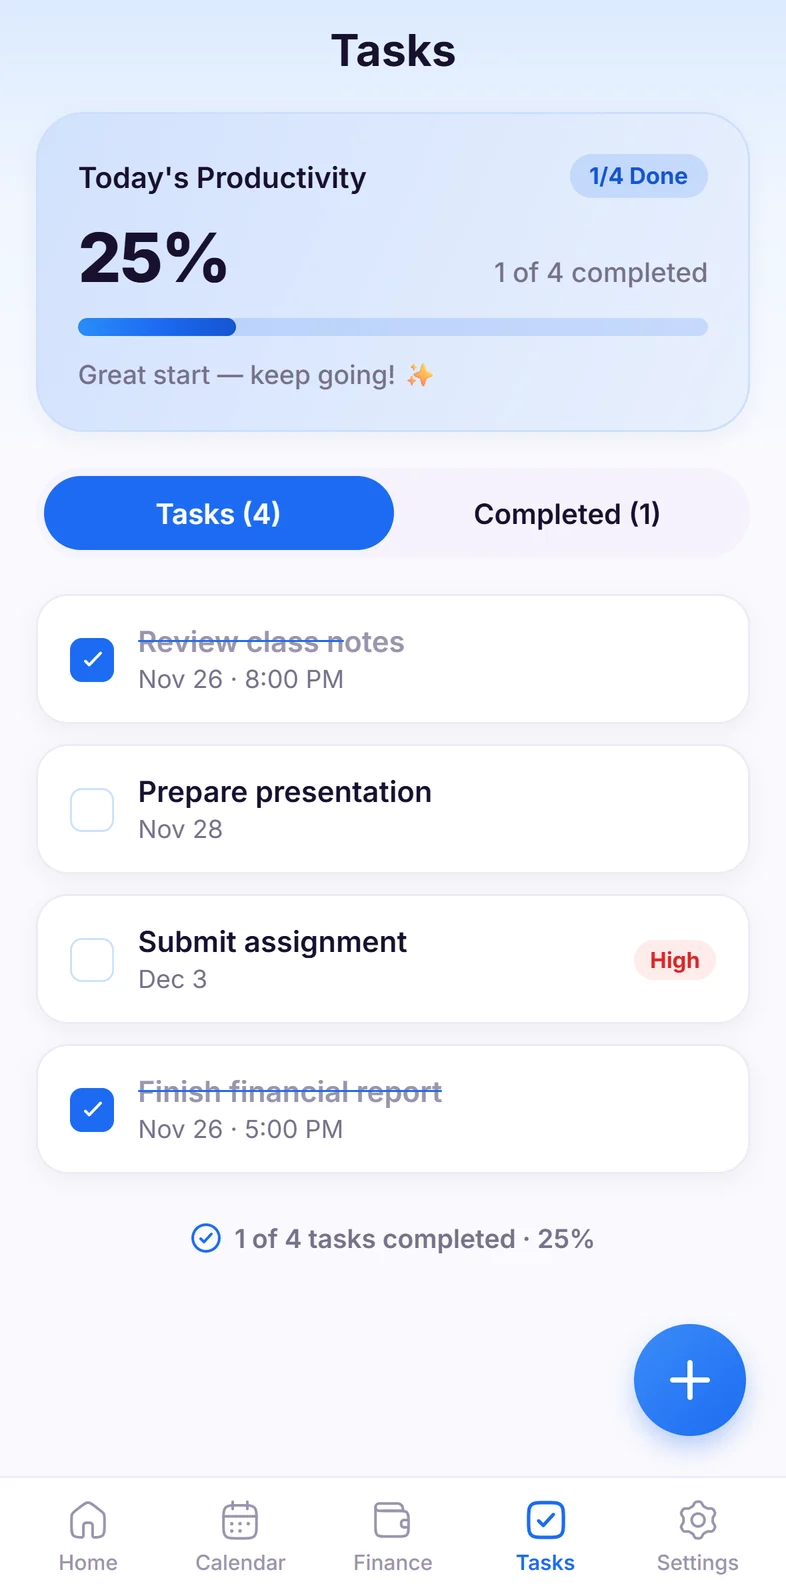 Tasks
Today's Productivity
1/4 Done
25%
1 of 4 completed
Great start — keep going! ✨
Tasks (4)
Completed (1)
Review class notes
Nov 26 · 8:00 PM
Prepare presentation
Nov 28
Submit assignment
Dec 3
High
Finish financial report
Nov 26 · 5:00 PM
1 of 4 tasks completed · 25%
Home
Calendar
Finance
Tasks
Settings